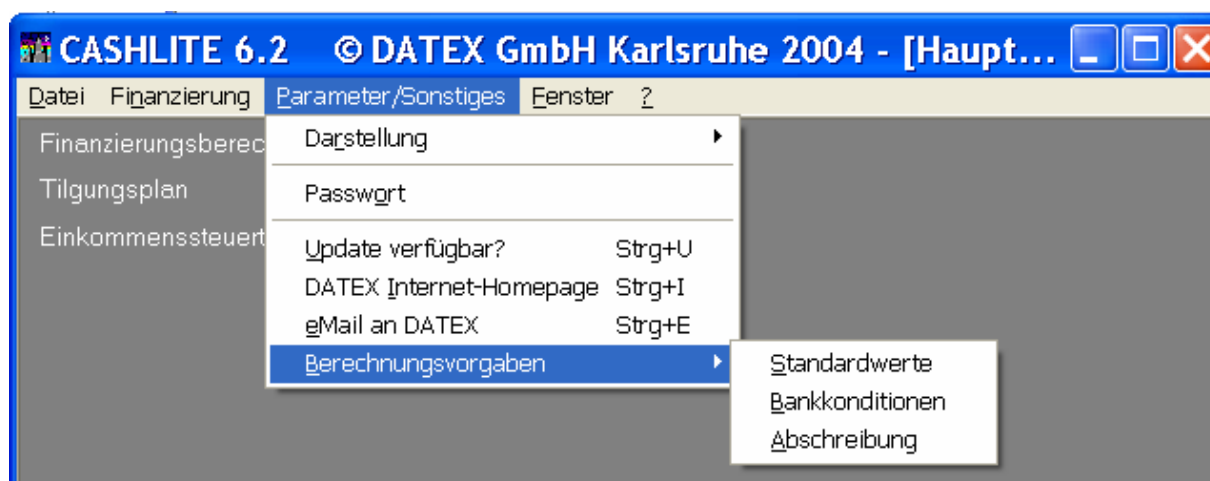 CASHLITE 6.2 © DATEX GmbH Karlsruhe 2004 - [Haupt...
Datei Finanzierung Parameter/Sonstiges Fenster ?
Finanzierungsberec
Tilgungsplan
Einkommenssteuert
Darstellung
Passwort
Update verfügbar? Strg+U
DATEX Internet-Homepage Strg+I
eMail an DATEX Strg+E
Berechnungsvorgaben
Standardwerte
Bankkonditionen
Abschreibung